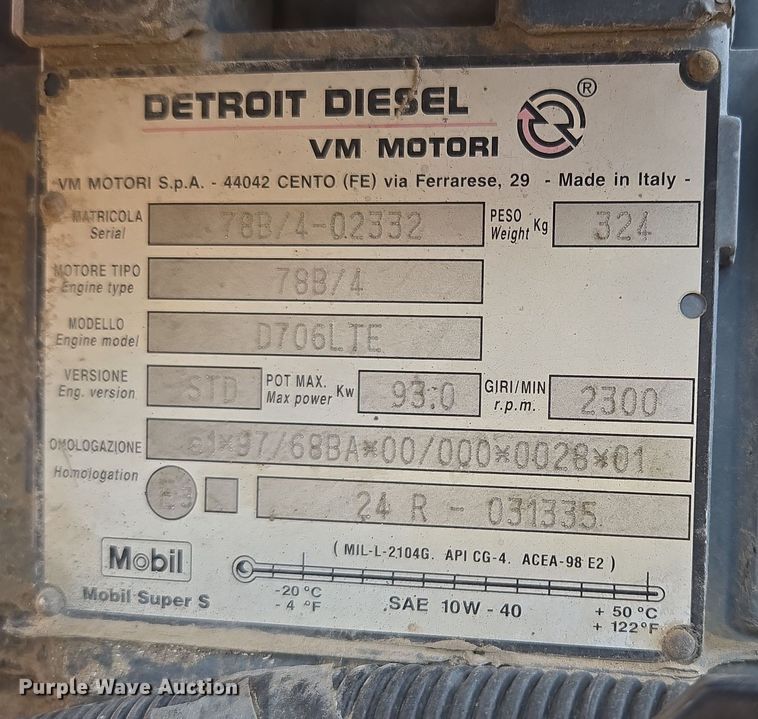 DETROIT DIESEL ®
VM MOTORI
VM MOTORI S.p.A. - 44042 CENTO (FE) via Ferrarese, 29 - Made in Italy -
MATRICOLA
Serial
78B/4-02332
PESO
Weight Kg
324
MOTORE TIPO
Engine type
78B/4
MODELLO
Engine model
D706LTE
VERSIONE
Eng. version
STD
POT MAX.
Max power Kw
93.0
GIRI/MIN
r.p.m.
2300
OMOLOGAZIONE
Homologation
e1*97/68BA*00/000*0028*01
E3
24 R - 031335
Mobil
Mobil Super S
( MIL-L-2104G. API CG-4. ACEA-98 E2 )
-20 °C
- 4 °F
SAE 10W - 40
+ 50 °C
+ 122°F
Purple Wave Auction